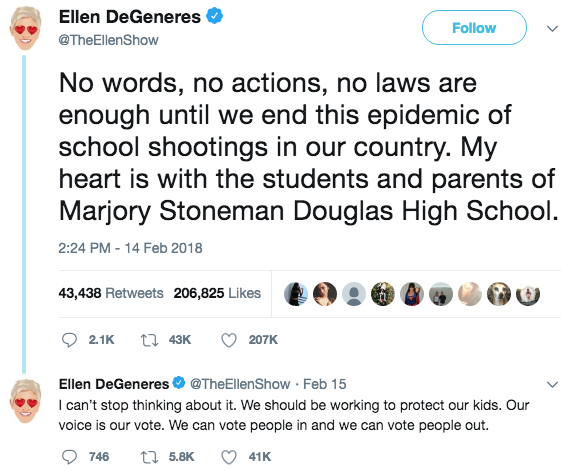 Ellen DeGeneres
@TheEllenShow
Follow
No words, no actions, no laws are
enough until we end this epidemic of
school shootings in our country. My
heart is with the students and parents of
Marjory Stoneman Douglas High School.
2:24 PM - 14 Feb 2018
43,438 Retweets 206,825 Likes
2.1K 43K 207K
Ellen DeGeneres @TheEllenShow · Feb 15
I can't stop thinking about it. We should be working to protect our kids. Our
voice is our vote. We can vote people in and we can vote people out.
746 5.8K 41K